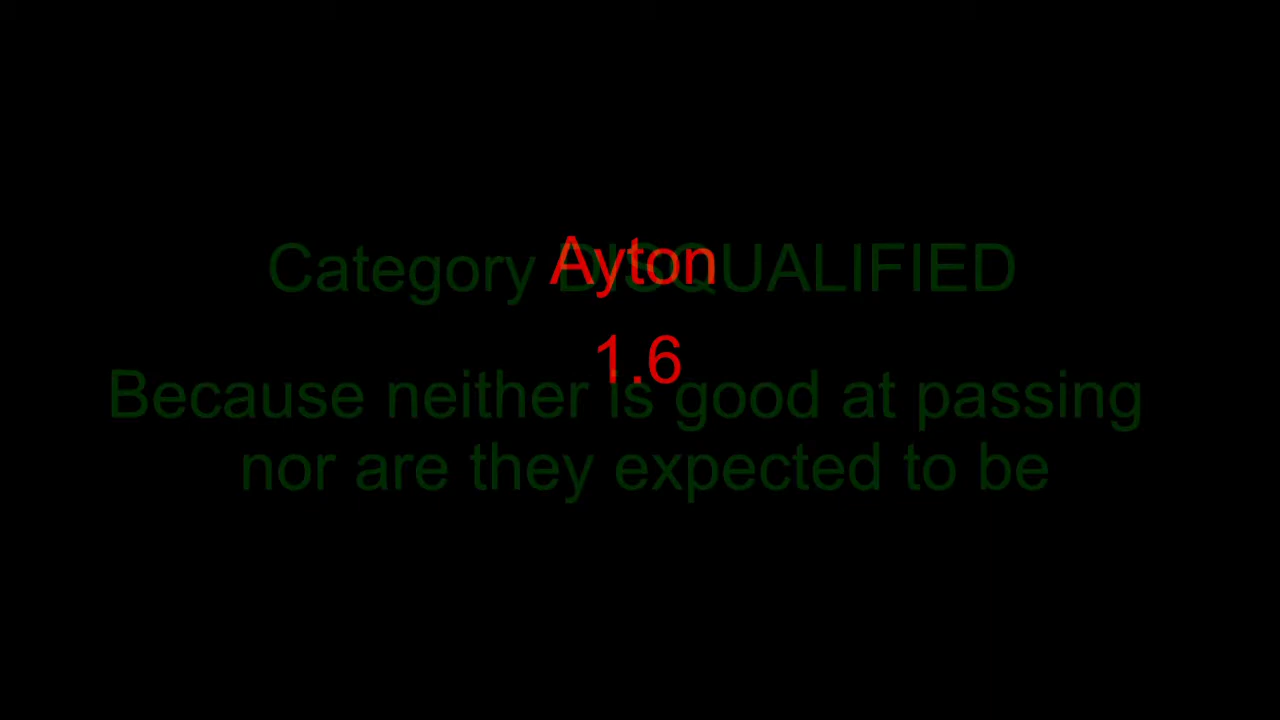 Ayton
Category DISQUALIFIED
1.6
Because neither is good at passing
nor are they expected to be